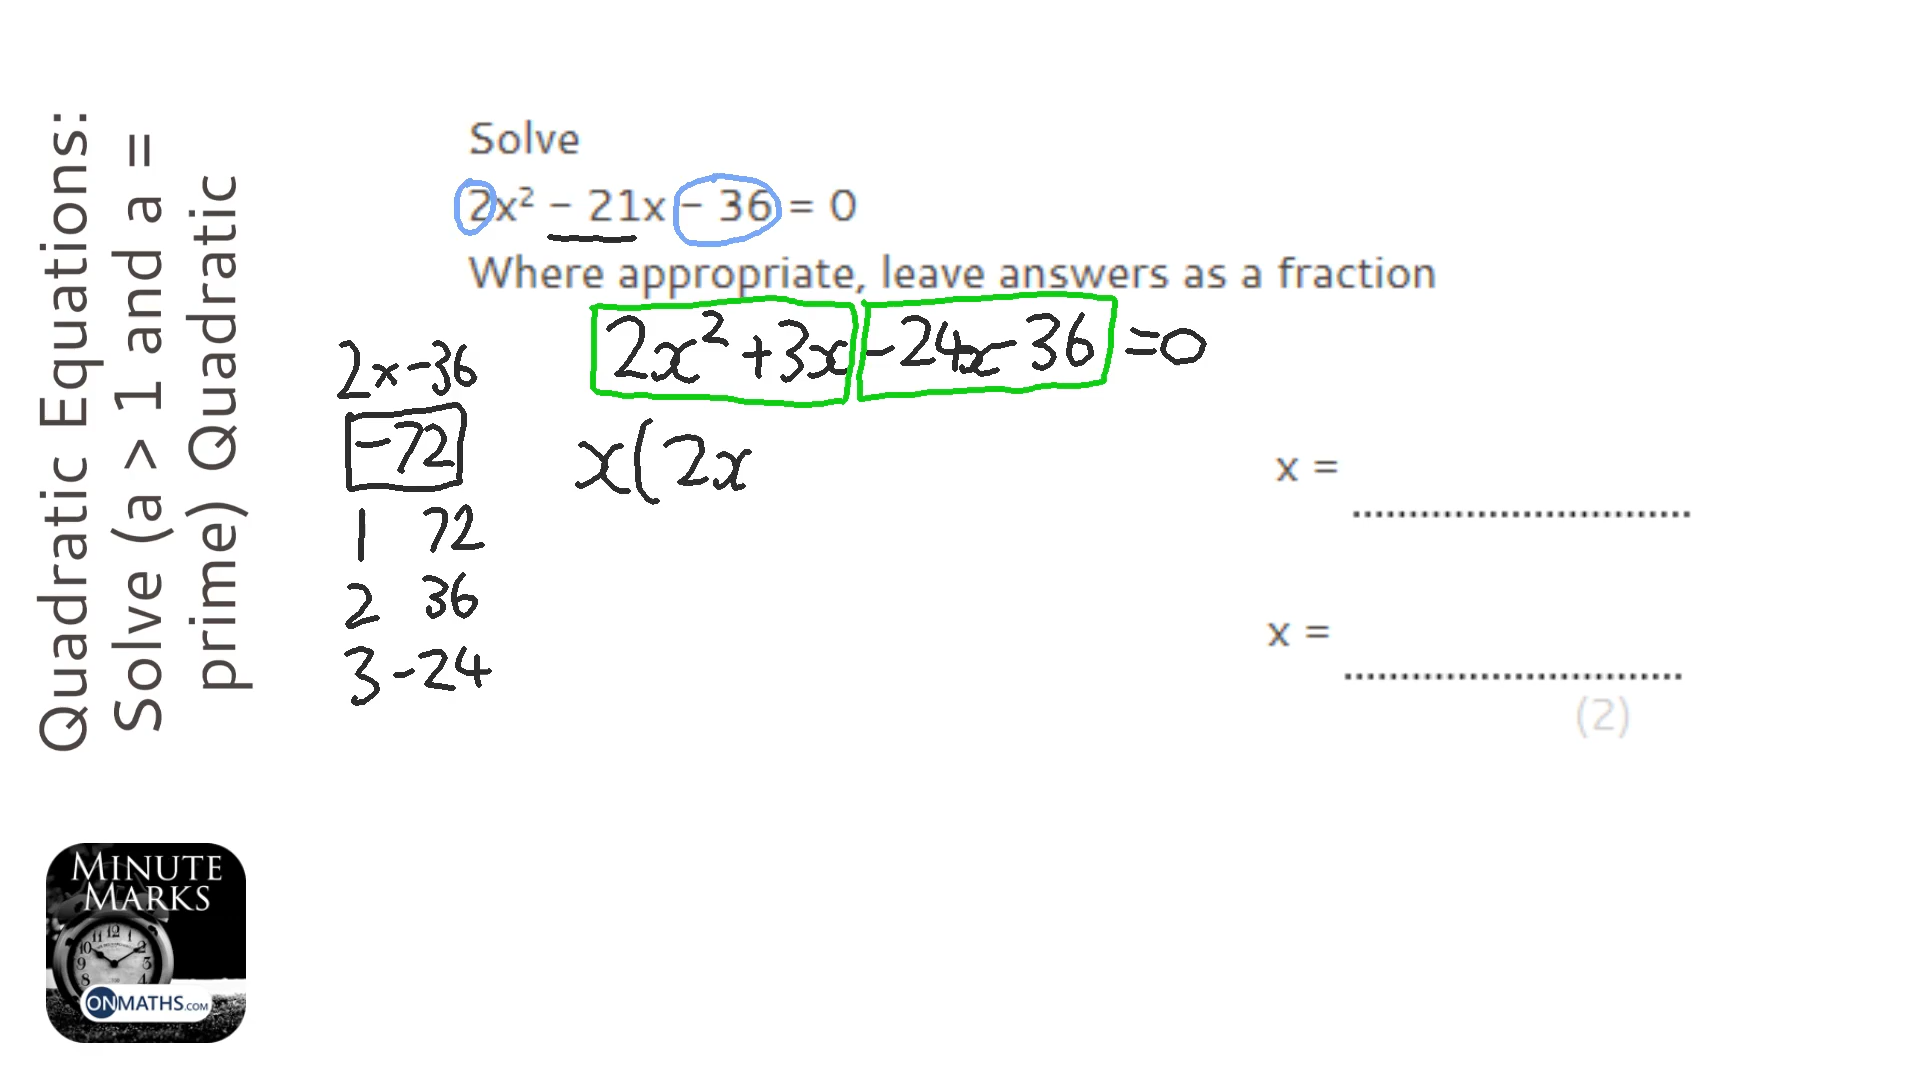 Quadratic Equations:
Solve (a > 1 and a =
prime) Quadratic
Solve
2x² - 21x - 36 = 0
Where appropriate, leave answers as a fraction
2x² +3x -24x -36 =0
x(2x
2x-36
-72
1 72
2 36
3 -24
x =
x =
(2)
MINUTE
MARKS
ONMATHS.COM